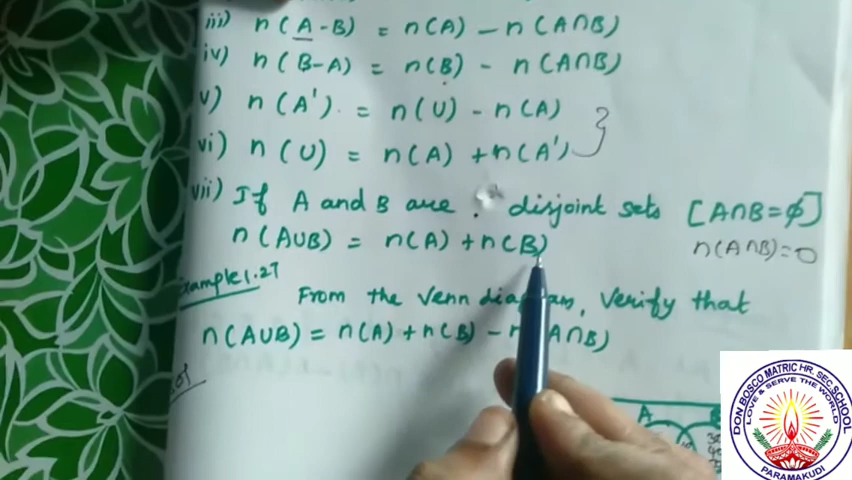 iii) n(A-B) = n(A) - n(A∩B)
iv) n(B-A) = n(B) - n(A∩B)
v) n(A') = n(U) - n(A)
vi) n(U) = n(A) + n(A')
vii) If A and B are disjoint sets [A∩B=φ]
n(A∪B) = n(A) + n(B)
n(A∩B)=0
Example 1.27
From the Venn diagram, verify that
n(A∪B) = n(A) + n(B) - n(A∩B)
A
DON BOSCO MATRIC HR. SEC SCHOOL
LOVE & SERVE THE WORLD
PARAMAKUDI